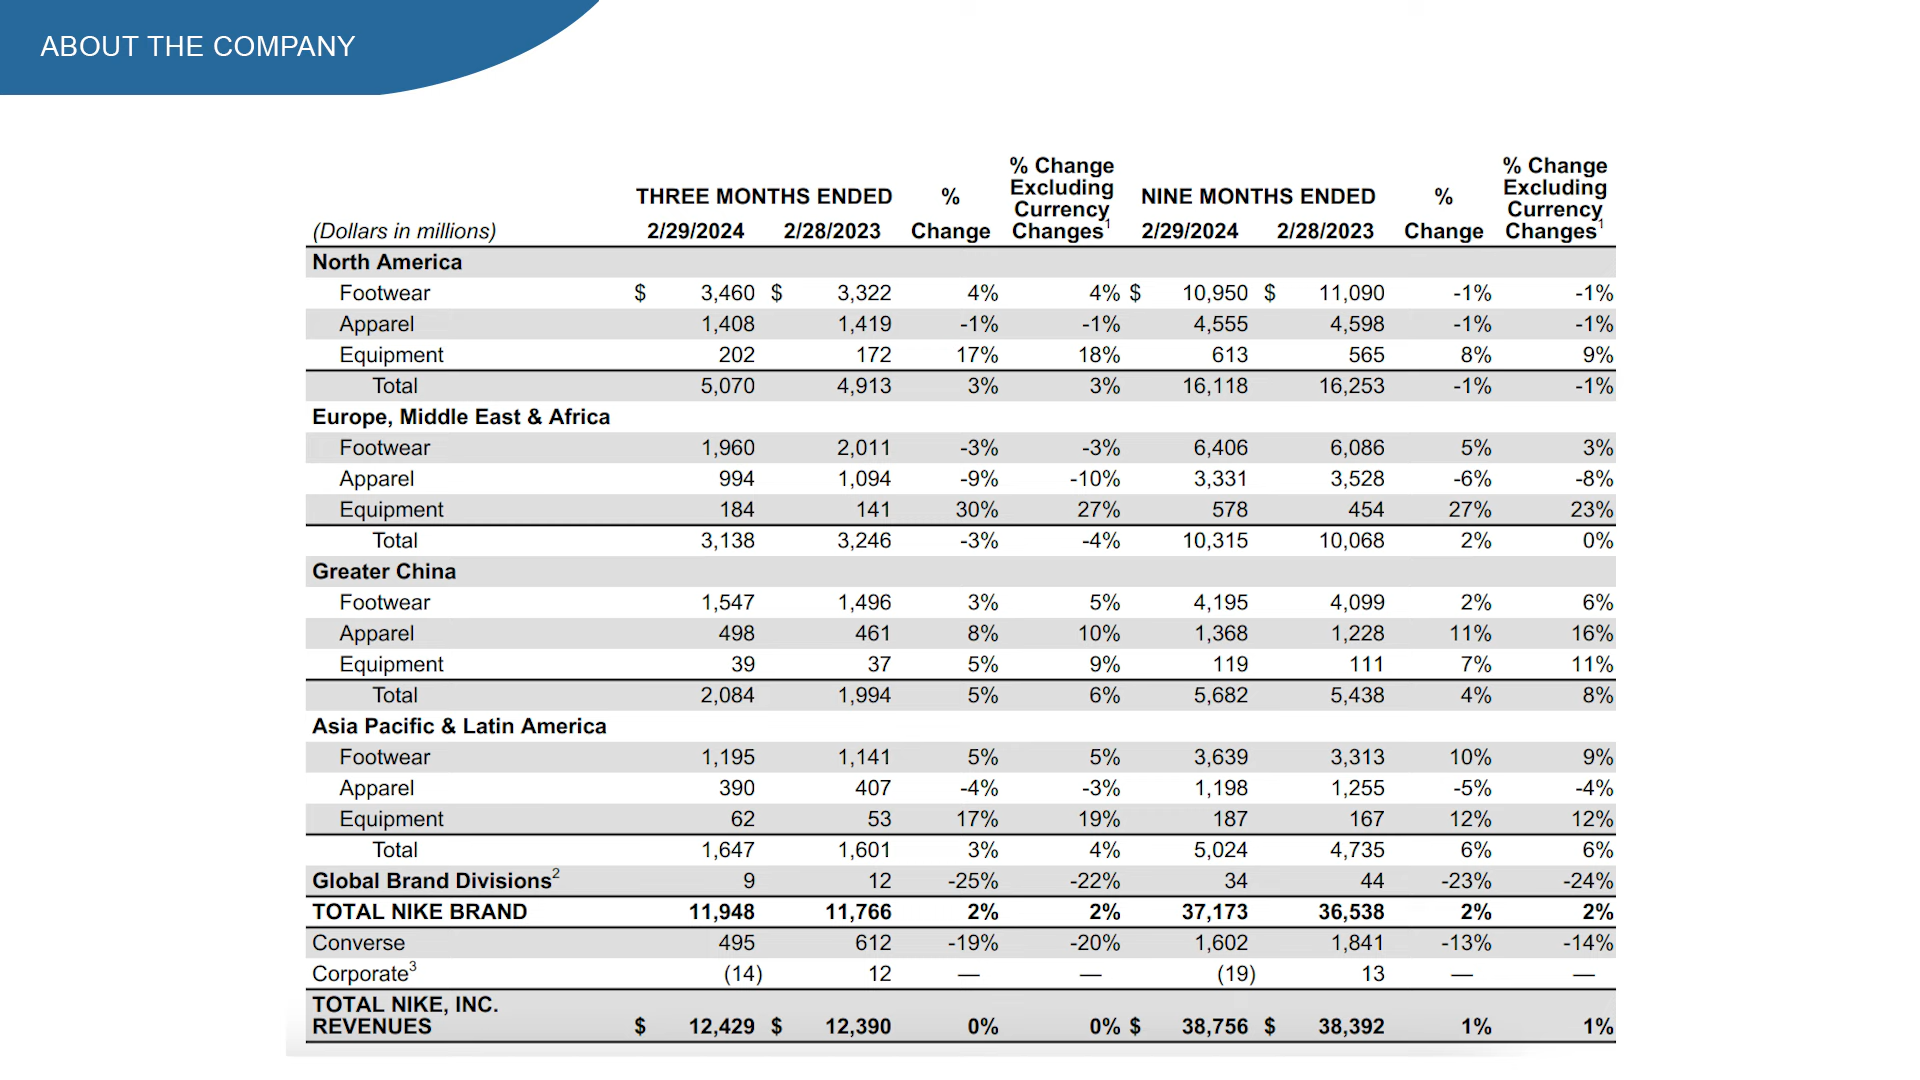 ABOUT THE COMPANY
% Change Excluding Currency Changes¹ % Change Excluding Currency Changes¹
THREE MONTHS ENDED % NINE MONTHS ENDED %
(Dollars in millions) 2/29/2024 2/28/2023 Change 2/29/2024 2/28/2023 Change
North America
Footwear $ 3,460 $ 3,322 4% 4% $ 10,950 $ 11,090 -1% -1%
Apparel 1,408 1,419 -1% -1% 4,555 4,598 -1% -1%
Equipment 202 172 17% 18% 613 565 8% 9%
Total 5,070 4,913 3% 3% 16,118 16,253 -1% -1%
Europe, Middle East & Africa
Footwear 1,960 2,011 -3% -3% 6,406 6,086 5% 3%
Apparel 994 1,094 -9% -10% 3,331 3,528 -6% -8%
Equipment 184 141 30% 27% 578 454 27% 23%
Total 3,138 3,246 -3% -4% 10,315 10,068 2% 0%
Greater China
Footwear 1,547 1,496 3% 5% 4,195 4,099 2% 6%
Apparel 498 461 8% 10% 1,368 1,228 11% 16%
Equipment 39 37 5% 9% 119 111 7% 11%
Total 2,084 1,994 5% 6% 5,682 5,438 4% 8%
Asia Pacific & Latin America
Footwear 1,195 1,141 5% 5% 3,639 3,313 10% 9%
Apparel 390 407 -4% -3% 1,198 1,255 -5% -4%
Equipment 62 53 17% 19% 187 167 12% 12%
Total 1,647 1,601 3% 4% 5,024 4,735 6% 6%
Global Brand Divisions² 9 12 -25% -22% 34 44 -23% -24%
TOTAL NIKE BRAND 11,948 11,766 2% 2% 37,173 36,538 2% 2%
Converse 495 612 -19% -20% 1,602 1,841 -13% -14%
Corporate³ (14) 12 — — (19) 13 — —
TOTAL NIKE, INC.
REVENUES $ 12,429 $ 12,390 0% 0% $ 38,756 $ 38,392 1% 1%